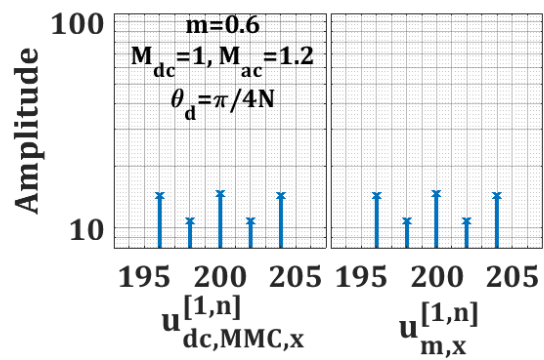 100
m=0.6
M_dc=1, M_ac=1.2
θ_d=π/4N
Amplitude
10
195 200 205 195 200 205
u_dc,MMC,x^[1,n] u_m,x^[1,n]